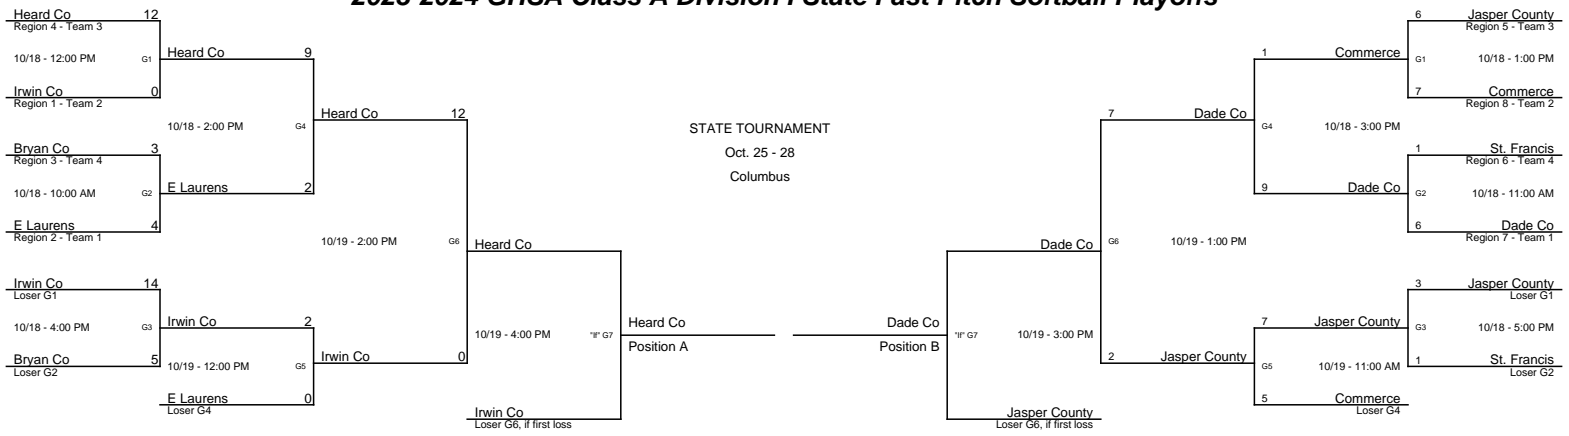 2023-2024 GHSA Class A Division I State Fast Pitch Softball Playoffs
Heard Co 12
Region 4 - Team 3
10/18 - 12:00 PM G1
Heard Co 9
Irwin Co 0
Region 1 - Team 2
10/18 - 2:00 PM G4
Heard Co 12
Bryan Co 3
Region 3 - Team 4
10/18 - 10:00 AM G2
E Laurens 2
E Laurens 4
Region 2 - Team 1
10/19 - 2:00 PM G6
Heard Co
Irwin Co 14
Loser G1
10/18 - 4:00 PM G3
Irwin Co 2
Bryan Co 5
Loser G2
10/19 - 12:00 PM G5
Irwin Co 0
E Laurens 0
Loser G4
10/19 - 4:00 PM "If" G7
Heard Co
Position A
Irwin Co
Loser G6, if first loss
STATE TOURNAMENT
Oct. 25 - 28
Columbus
6 Jasper County
Region 5 - Team 3
1 Commerce
G1 10/18 - 1:00 PM
7 Commerce
Region 8 - Team 2
7 Dade Co
G4 10/18 - 3:00 PM
1 St. Francis
Region 6 - Team 4
9 Dade Co
G2 10/18 - 11:00 AM
6 Dade Co
Region 7 - Team 1
Dade Co
G6 10/19 - 1:00 PM
3 Jasper County
Loser G1
7 Jasper County
G3 10/18 - 5:00 PM
1 St. Francis
Loser G2
2 Jasper County
G5 10/19 - 11:00 AM
5 Commerce
Loser G4
Dade Co
Position B
"If" G7 10/19 - 3:00 PM
Jasper County
Loser G6, if first loss